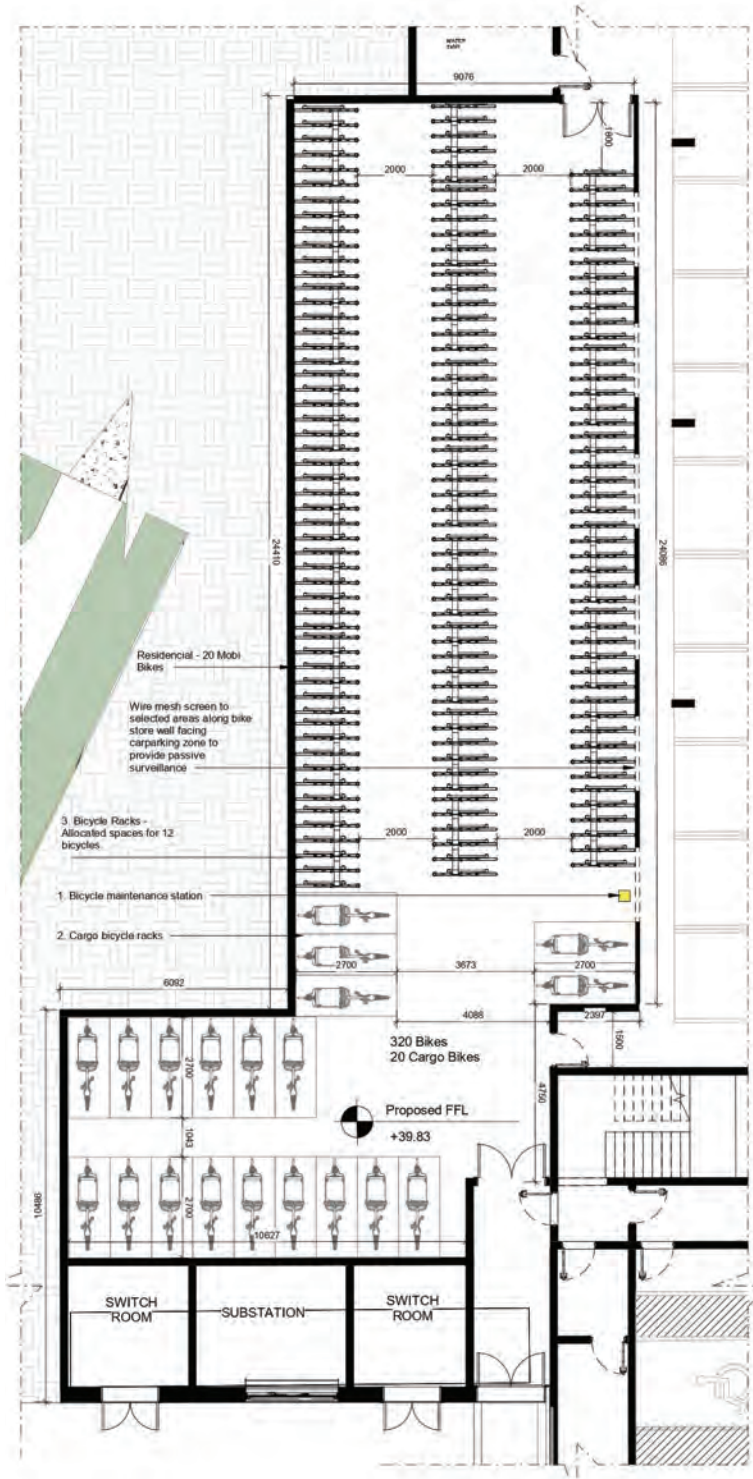 9076
1800
2000
2000
24410
24086
Residencial - 20 Mobi
Bikes
Wire mesh screen to
selected areas along bike
store wall facing
carparking zone to
provide passive
surveillance
3. Bicycle Racks -
Allocated spaces for 12
bicycles.
2000
2000
1. Bicycle maintenance station
2. Cargo bicycle racks
2700
3673
2700
6092
4086
2397
320 Bikes
20 Cargo Bikes
1500
2700
4750
Proposed FFL
+39.83
1043
2700
10486
10627
SWITCH
ROOM
SUBSTATION
SWITCH
ROOM